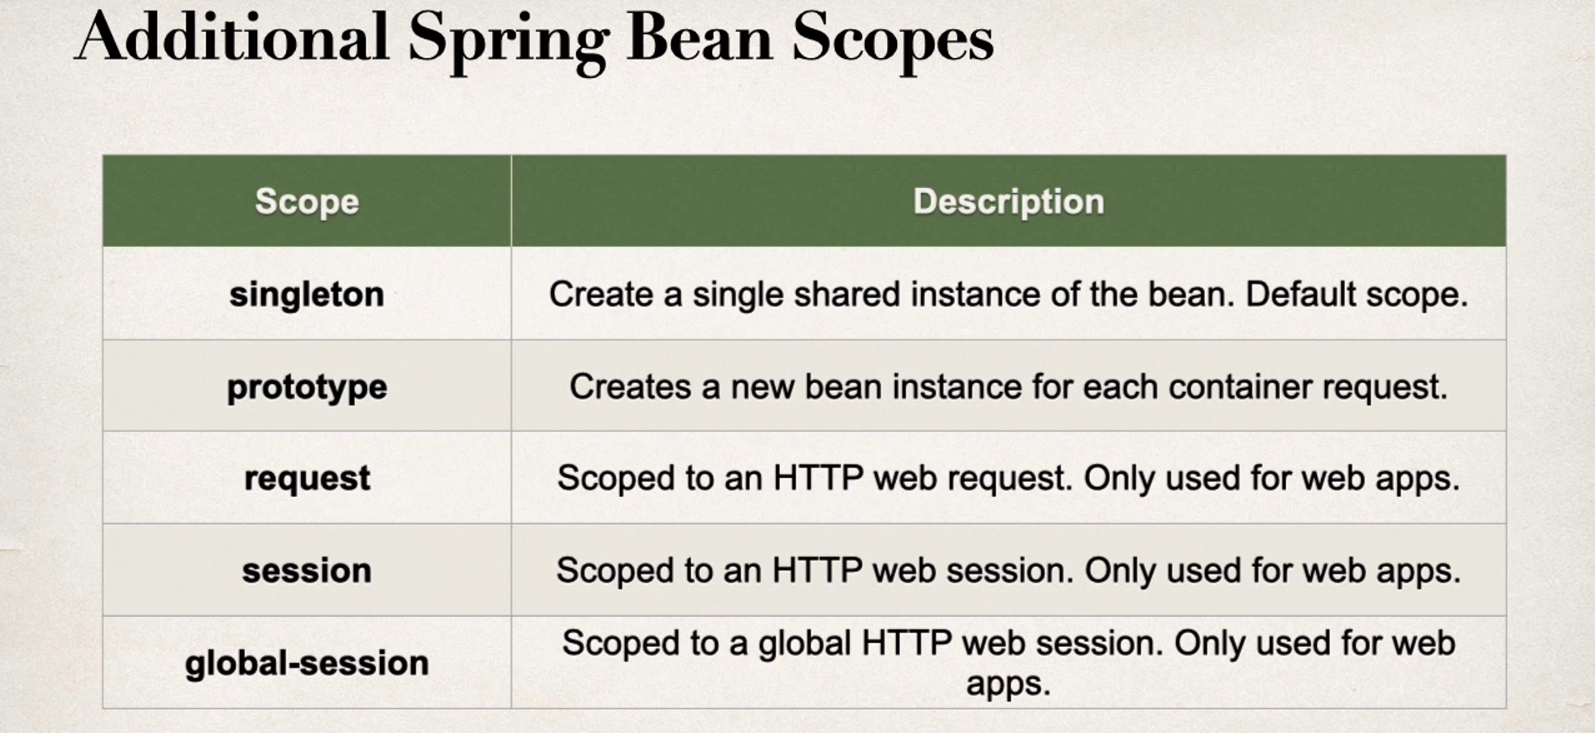 Additional Spring Bean Scopes
Scope Description
singleton Create a single shared instance of the bean. Default scope.
prototype Creates a new bean instance for each container request.
request Scoped to an HTTP web request. Only used for web apps.
session Scoped to an HTTP web session. Only used for web apps.
global-session Scoped to a global HTTP web session. Only used for web
apps.